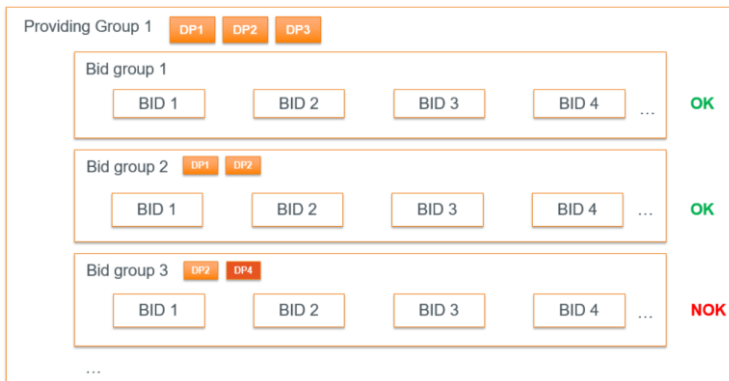 Providing Group 1 DP1 DP2 DP3
Bid group 1
BID 1 BID 2 BID 3 BID 4 ... OK
Bid group 2 DP1 DP2
BID 1 BID 2 BID 3 BID 4 ... OK
Bid group 3 DP2 DP4
BID 1 BID 2 BID 3 BID 4 ... NOK
...